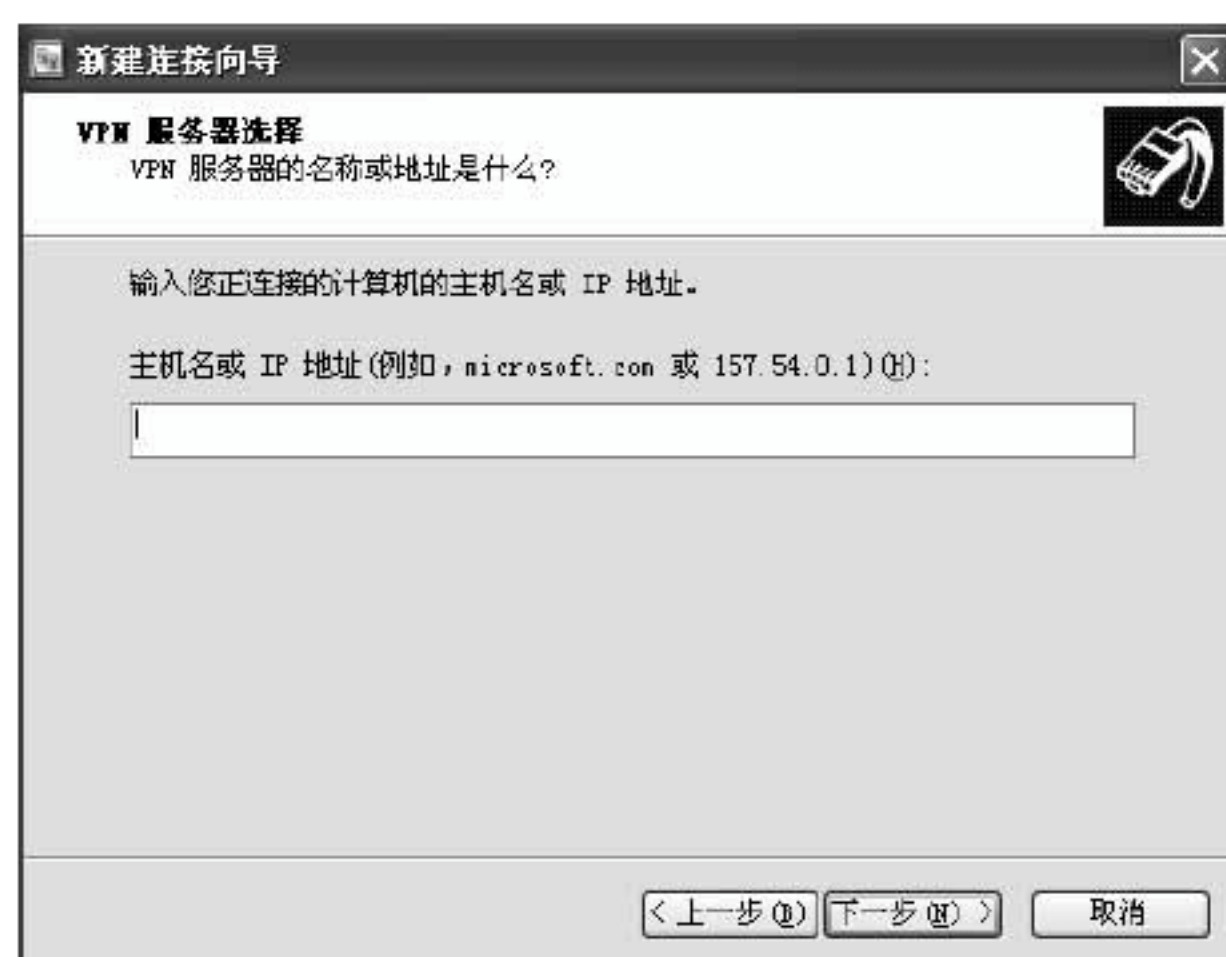 新建连接向导
VPN 服务器选择
VPN 服务器的名称或地址是什么?
输入您正连接的计算机的主机名或 IP 地址。
主机名或 IP 地址(例如,microsoft.com 或 157.54.0.1)(H):
<上一步(B) 下一步(N)> 取消